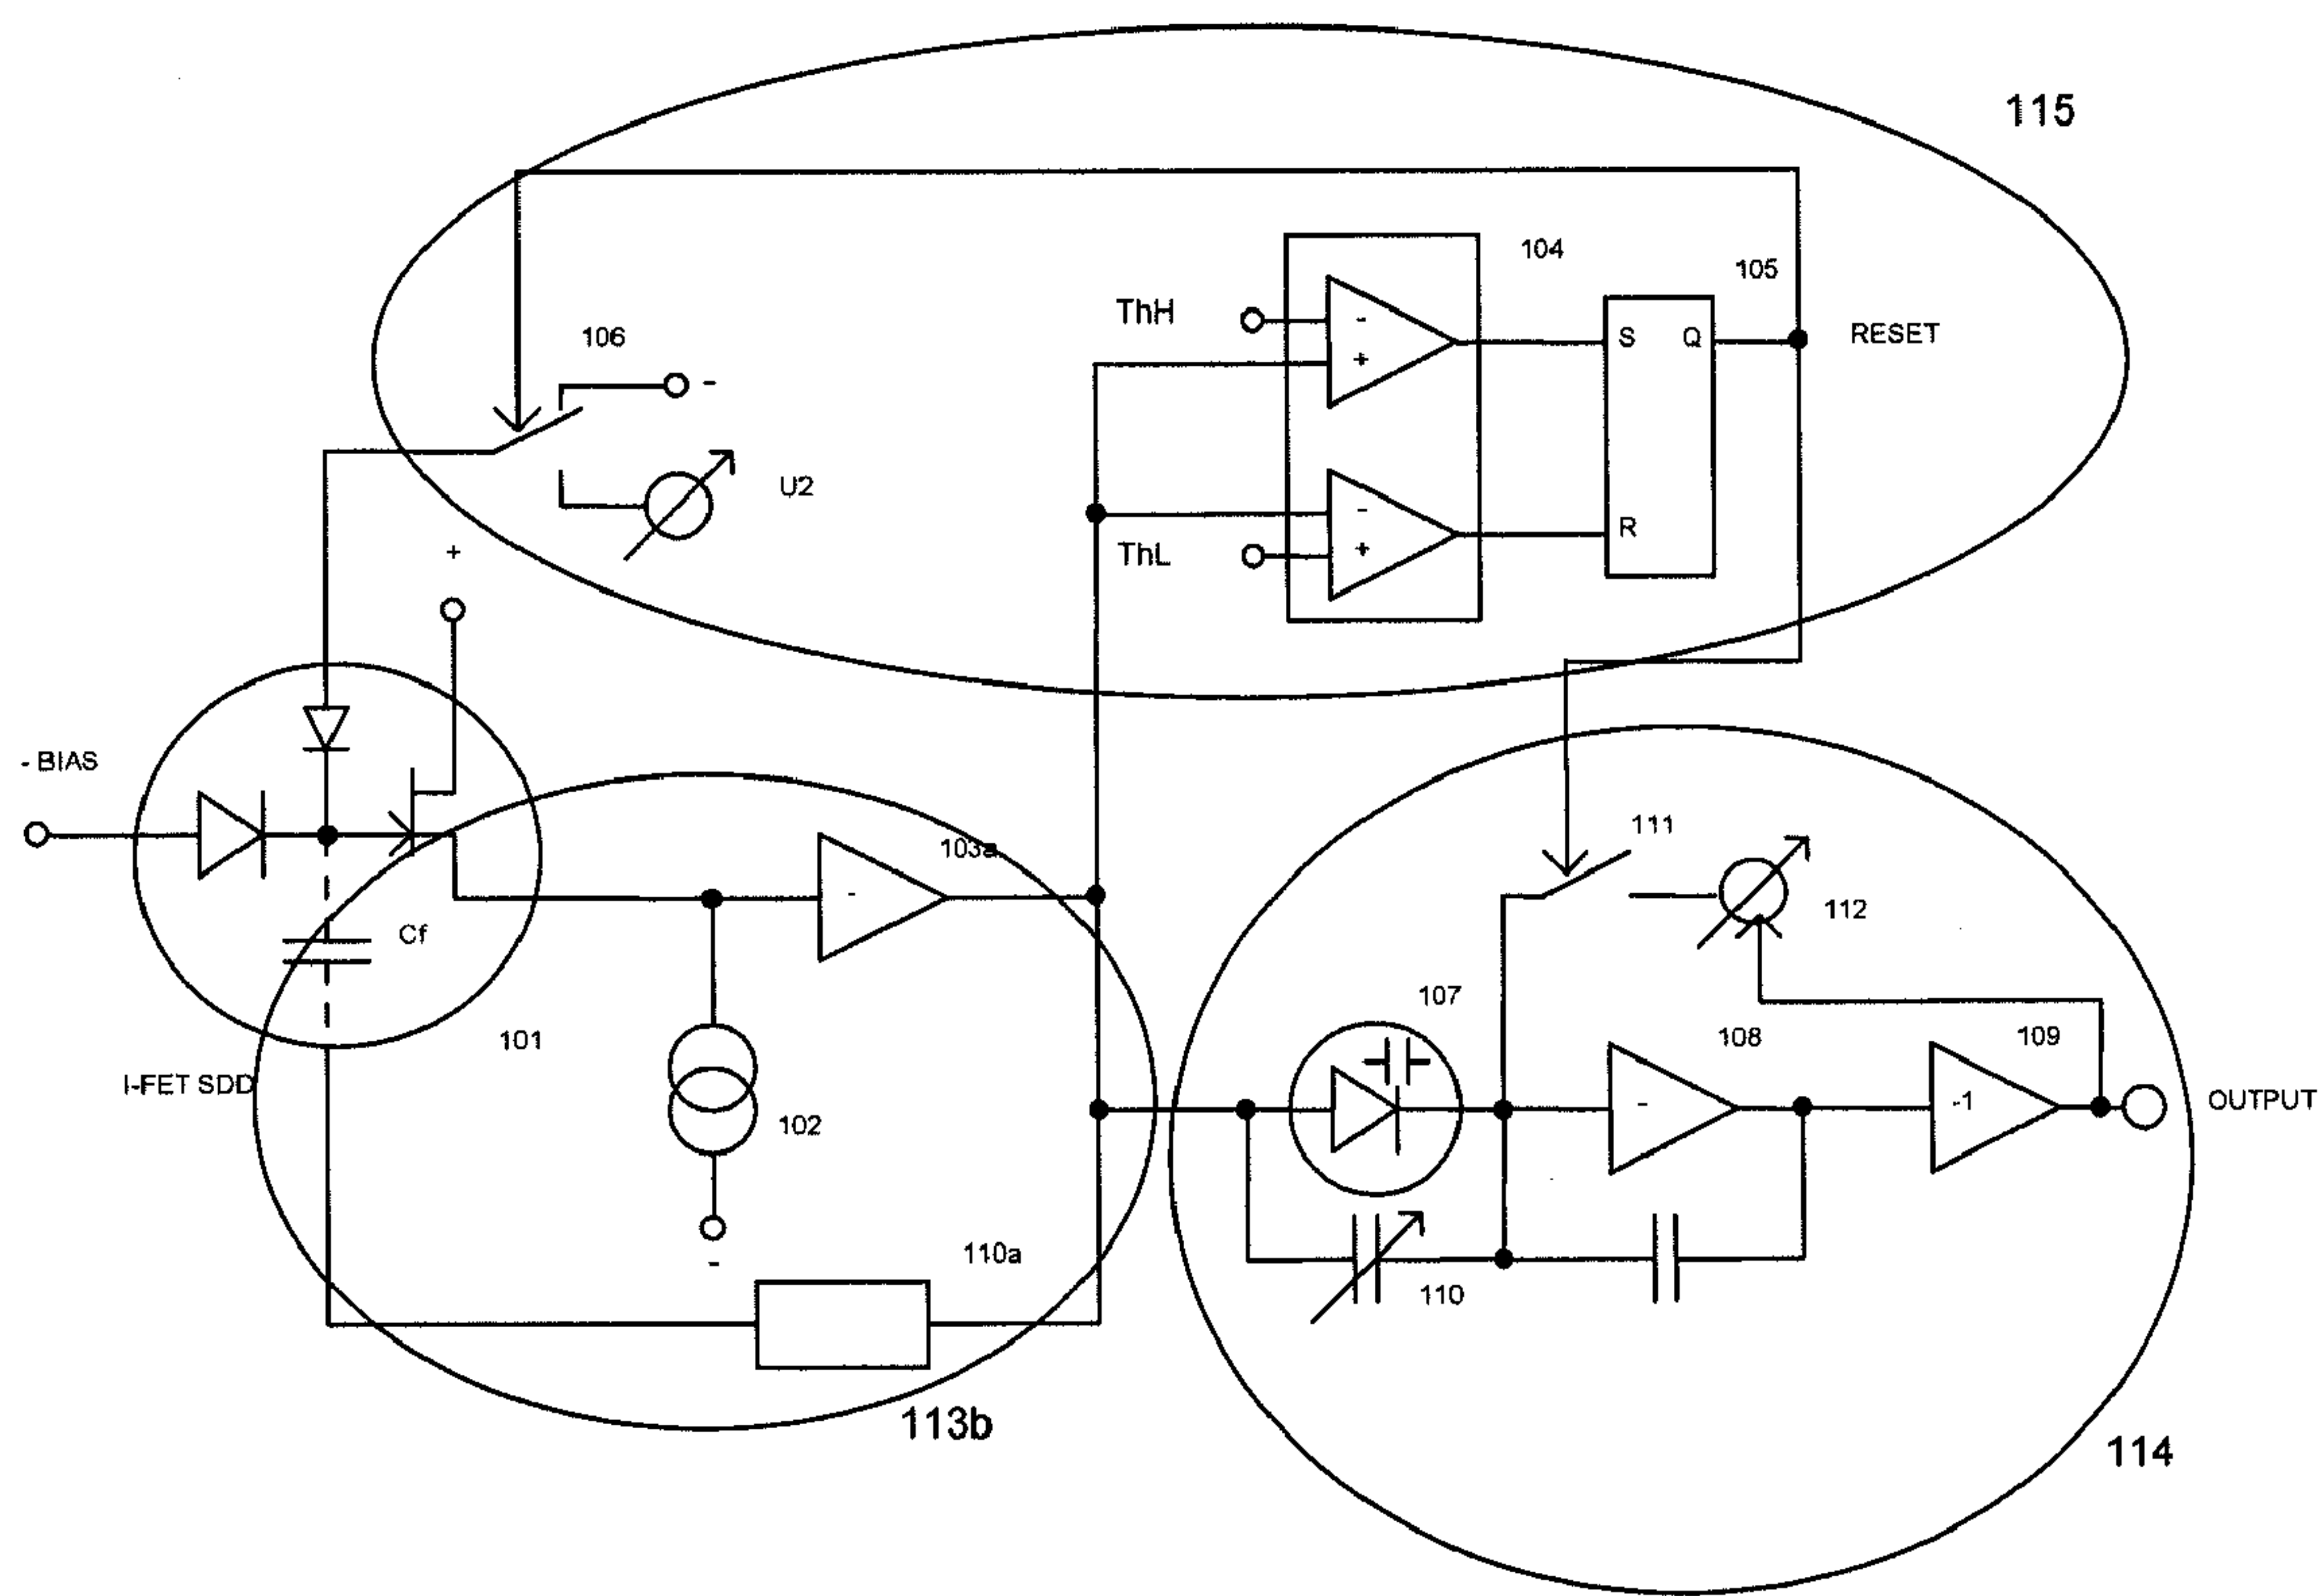 115
104
ThH
105
-
S
Q
RESET
106
+
-
U2
-
ThL
+
R
+
- BIAS
111
103a
-
112
Cf
107
101
108
109
I-FET SDD
102
-
-1
OUTPUT
-
110a
110
113b
114